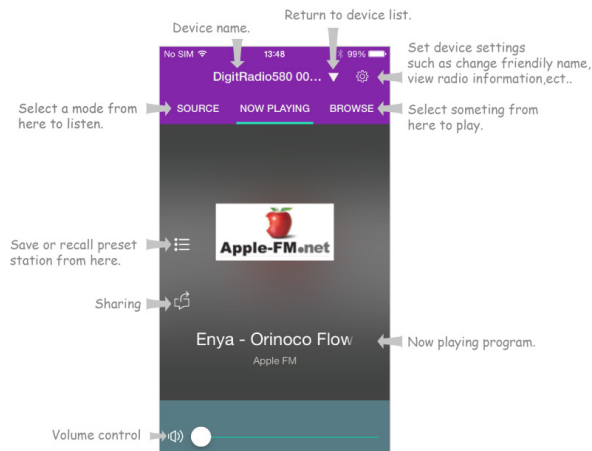 Return to device list.
Device name.
No SIM 13:48 99%
DigitRadio580 00...
Set device settings
such as change friendily name,
view radio information,ect..
Select a mode from
here to listen.
SOURCE NOW PLAYING BROWSE
Select someting from
here to play.
Apple-FM.net
Save or recall preset
station from here.
Sharing
Enya - Orinoco Flow
Now playing program.
Apple FM
Volume control